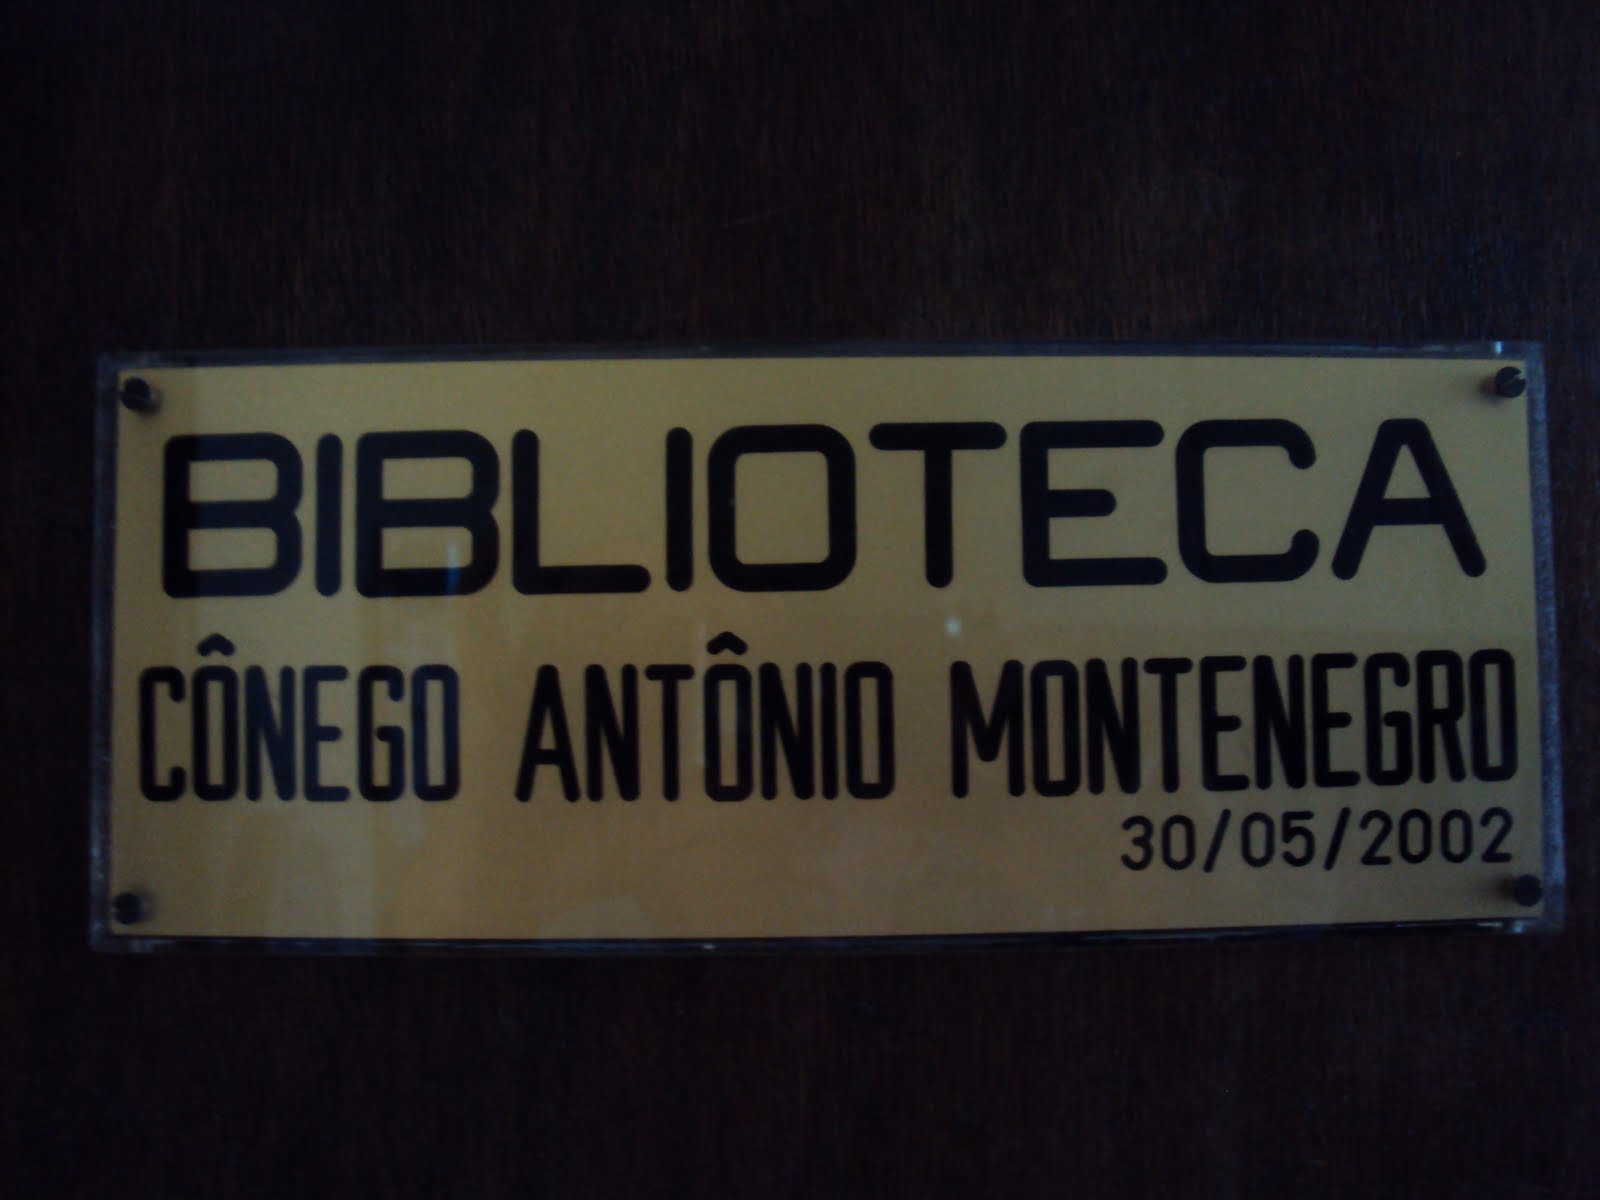 BIBLIOTECA
CÔNEGO ANTÔNIO MONTENEGRO
30/05/2002